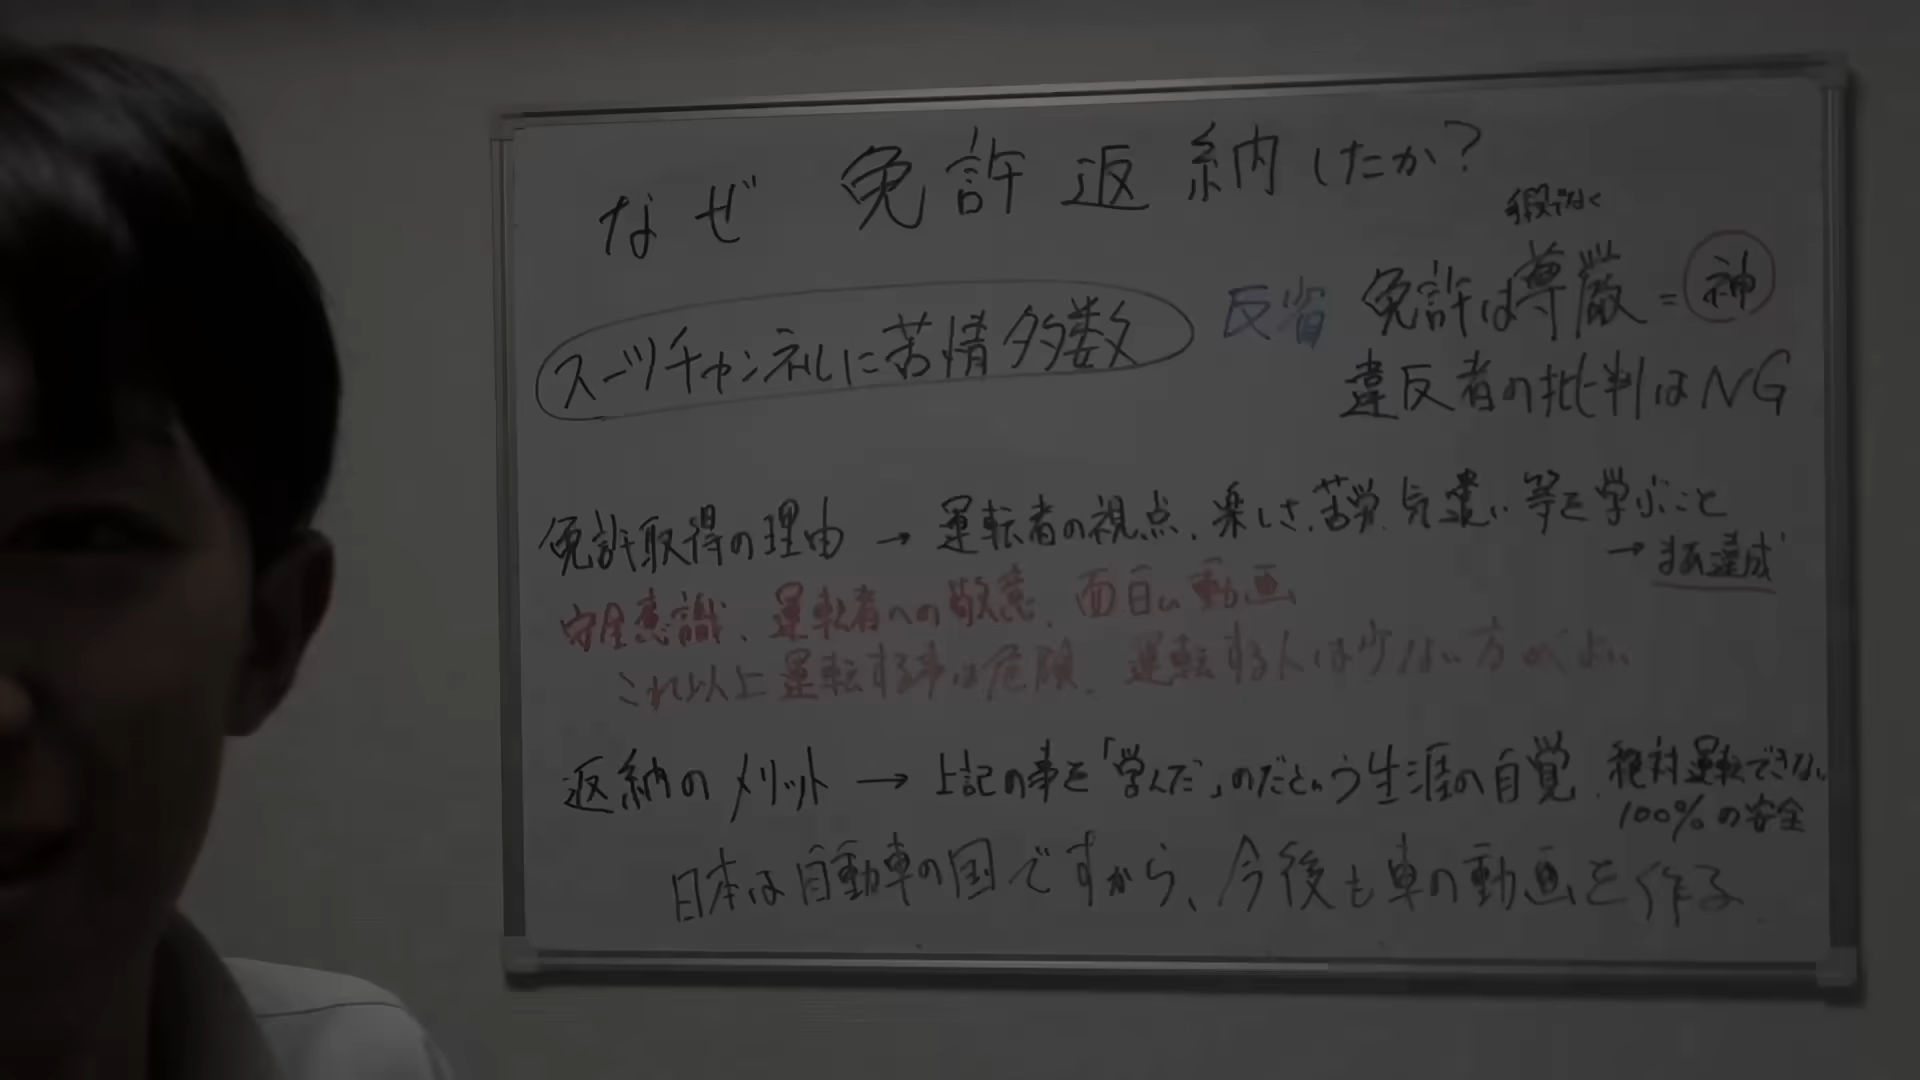 なぜ 免許 返納したか?
スーツチャンネルに苦情多数
反省
手段でなく
免許は尊厳=神
違反者の批判はNG
免許取得の理由 → 運転者の視点、楽しさ、苦労、気遣い等を学ぶこと
→ まあ達成
安全意識、運転者への敬意、面白い動画
これ以上運転する事は危険、運転する人は少ない方がよい
返納のメリット → 上記の事を「学んだ」のだという生涯の自覚、絶対運転できない
100%の安全
日本は自動車の国ですから、今後も車の動画を作る